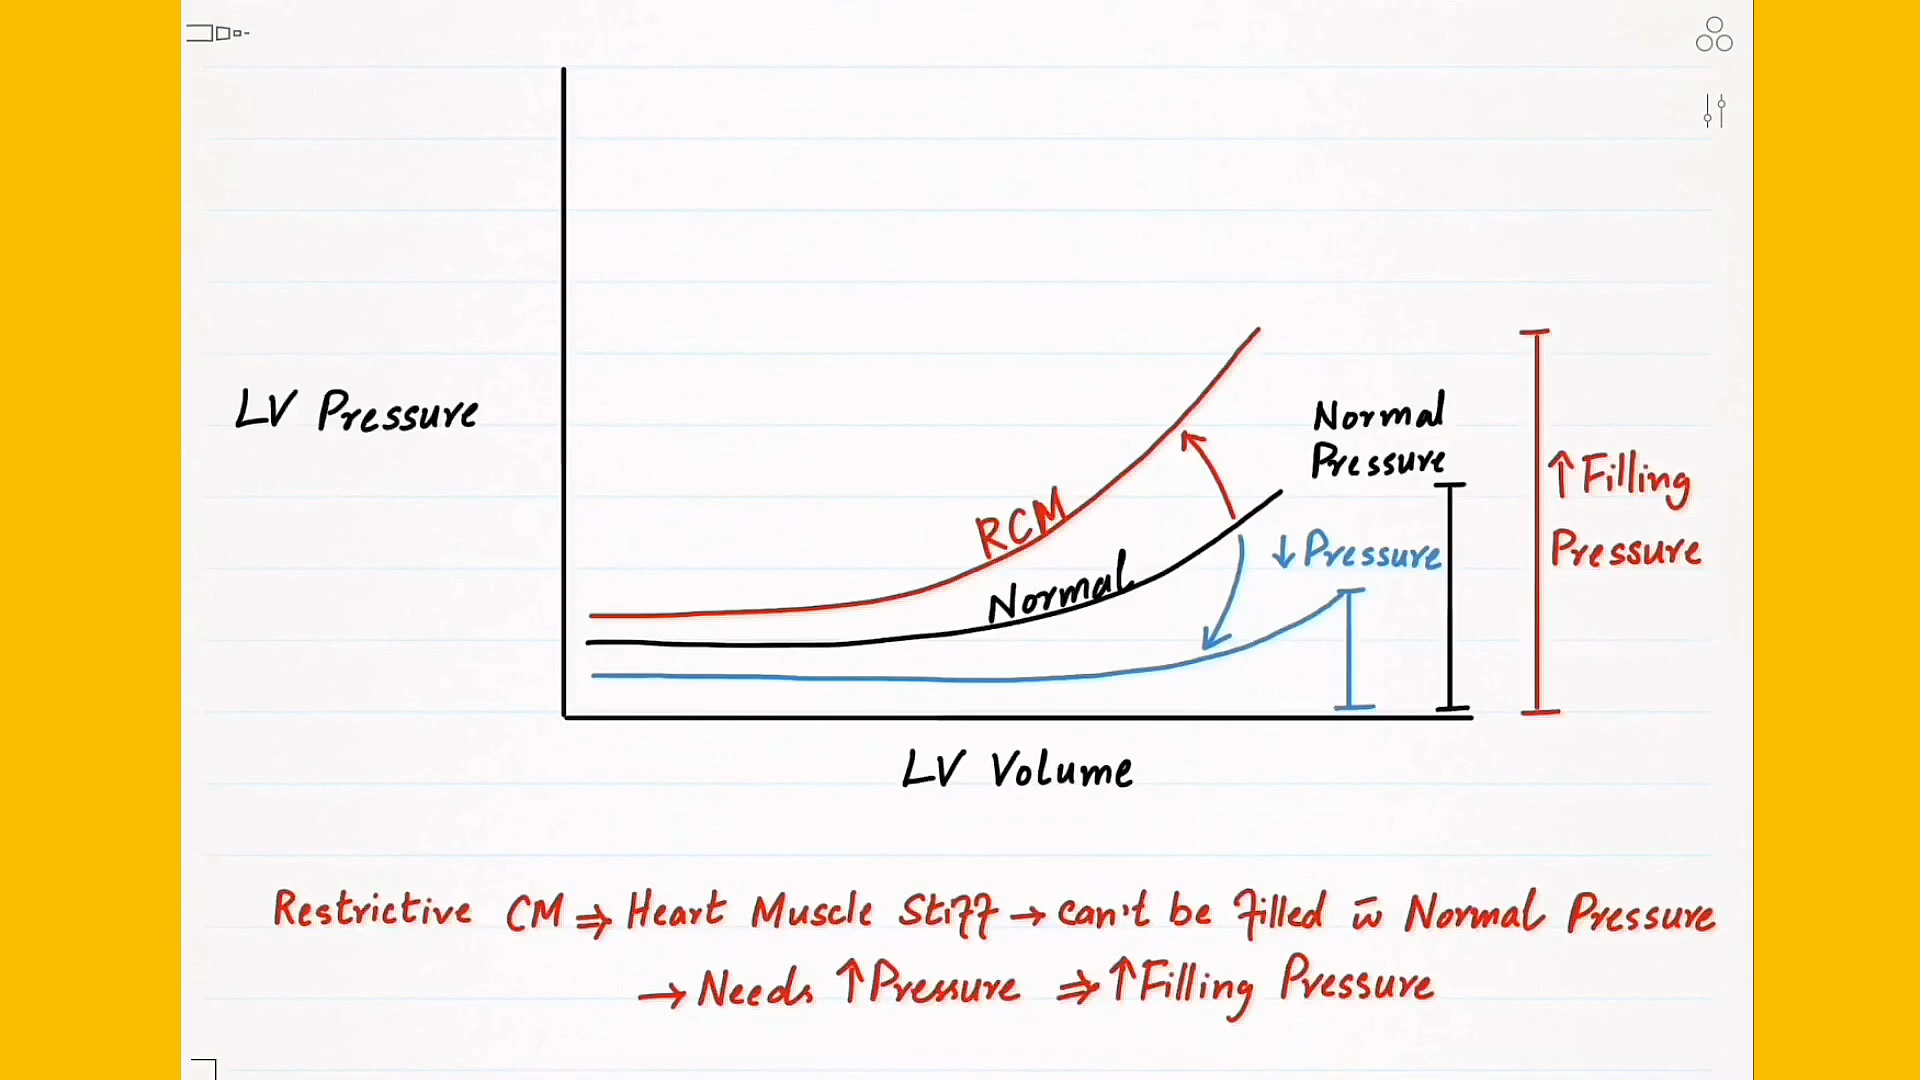 LV Pressure
Normal
Pressure
↑Filling
Pressure
RCM
Normal
↓ Pressure
LV Volume
Restrictive CM ⇒ Heart Muscle Stiff → can't be filled w̄ Normal Pressure
→ Needs ↑Pressure ⇒ ↑Filling Pressure